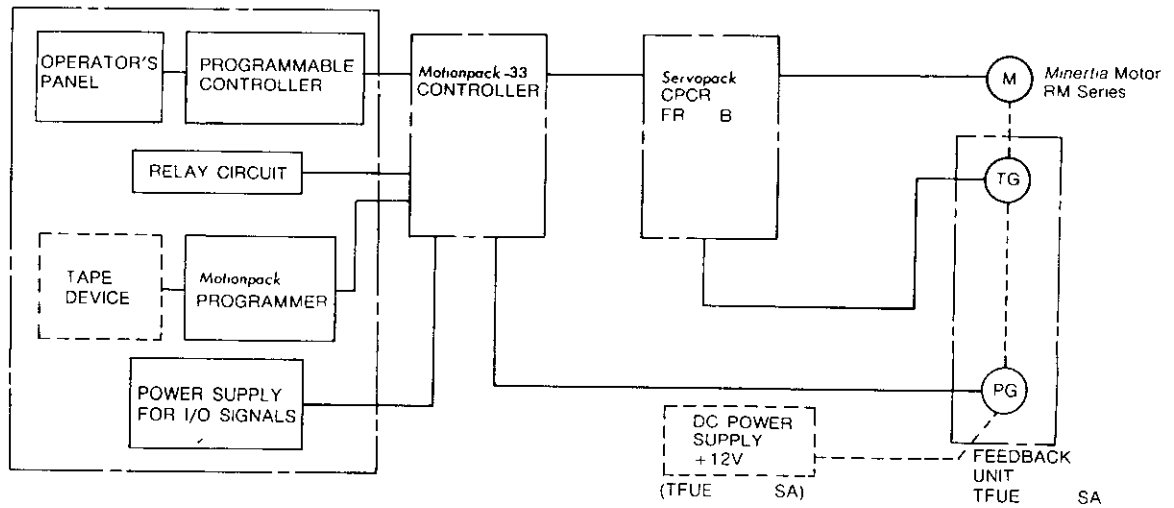 OPERATOR'S
PANEL
PROGRAMMABLE
CONTROLLER
Motionpack-33
CONTROLLER
Servopack
CPCR
FR B
M
Minertia Motor
RM Series
RELAY CIRCUIT
TG
TAPE
DEVICE
Motionpack
PROGRAMMER
POWER SUPPLY
FOR I/O SIGNALS
PG
DC POWER
SUPPLY
+12V
(TFUE SA)
FEEDBACK
UNIT
TFUE SA